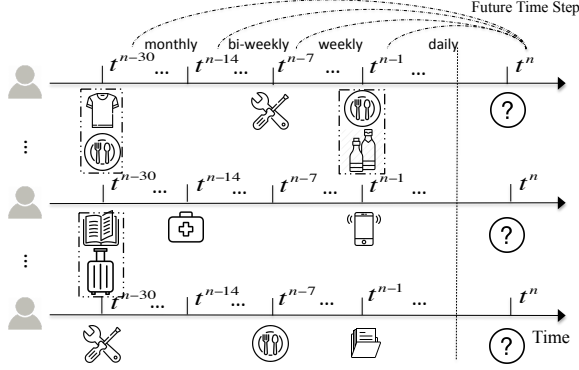 Future Time Step
monthly bi-weekly weekly daily
t^{n-30} ... t^{n-14} ... t^{n-7} ... t^{n-1} ... t^n
?
...
t^{n-30} ... t^{n-14} ... t^{n-7} ... t^{n-1} ... t^n
?
...
t^{n-30} ... t^{n-14} ... t^{n-7} ... t^{n-1} ... t^n
? Time